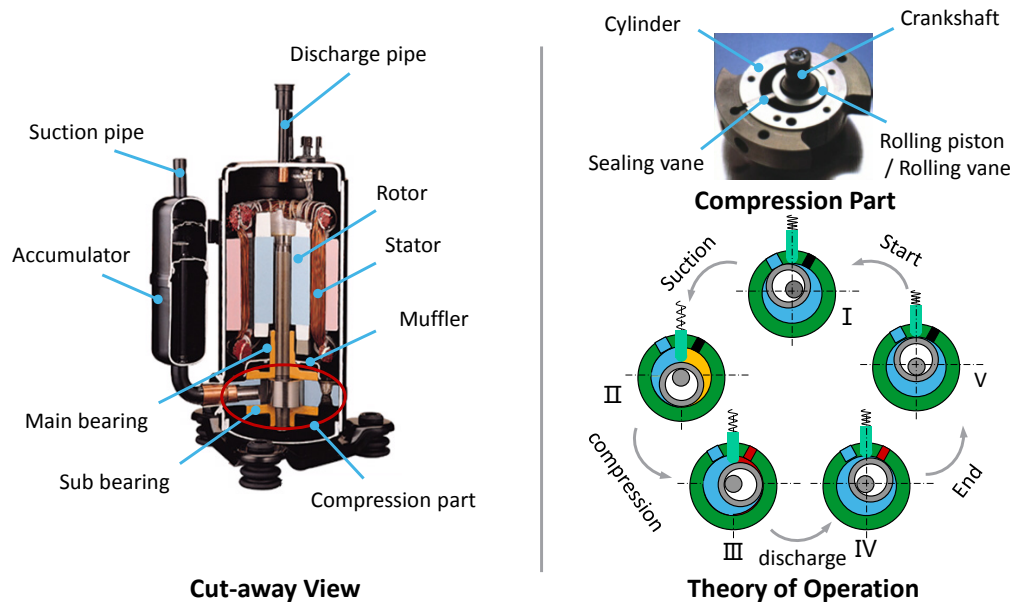 Discharge pipe
Suction pipe
Rotor
Accumulator
Stator
Muffler
Main bearing
Sub bearing
Compression part
Cut-away View
Cylinder
Crankshaft
Sealing vane
Rolling piston
/ Rolling vane
Compression Part
Suction
Start
I
II
V
compression
End
III
discharge
IV
Theory of Operation